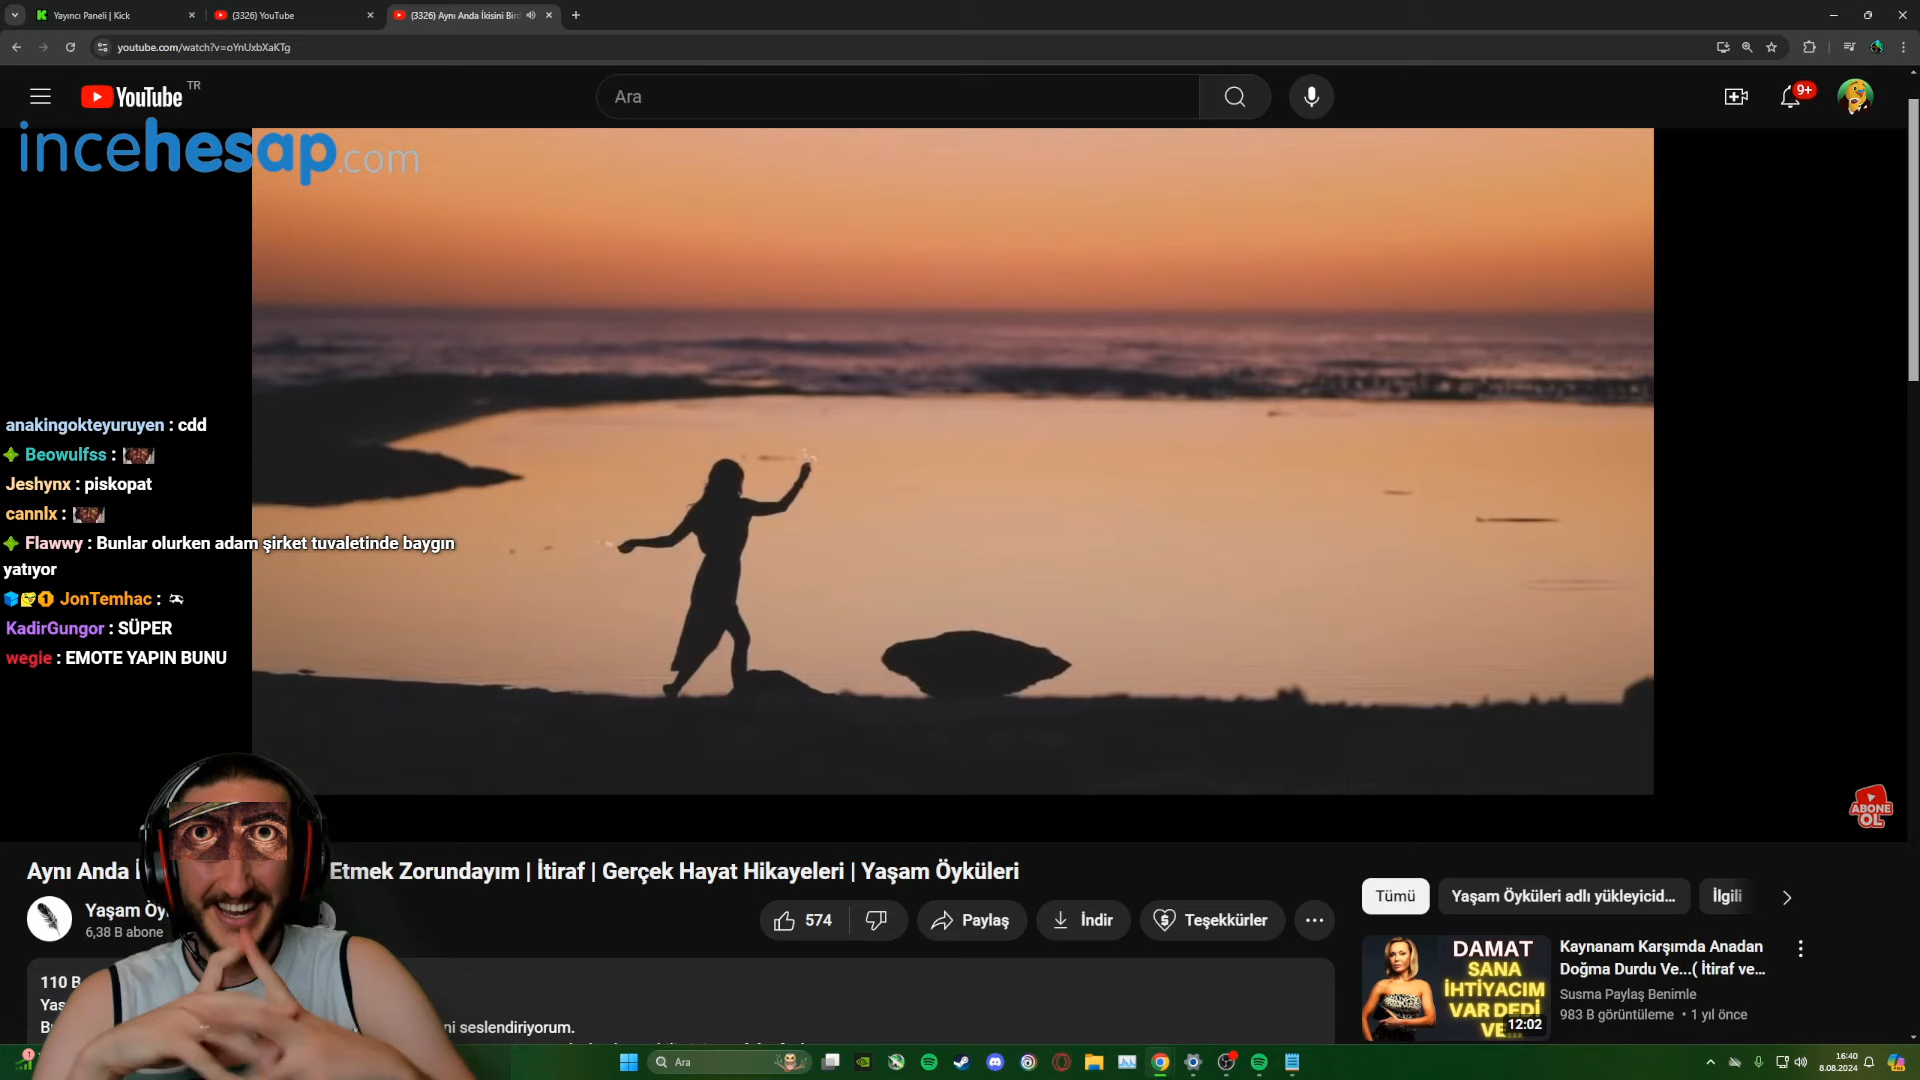 Yayıncı Paneli | Kick
(3326) YouTube
(3326) Aynı Anda İkisini Bird
youtube.com/watch?v=oYnUxbXaKTg
YouTube TR
Ara
9+
incehesap.com
anakingokteyuruyen : cdd
Beowulfss :
Jeshynx : piskopat
cannlx :
Flawwy : Bunlar olurken adam şirket tuvaletinde baygın
yatıyor
1 JonTemhac :
KadirGungor : SÜPER
wegie : EMOTE YAPIN BUNU
ABONE
OL
Aynı Anda İ Etmek Zorundayım | İtiraf | Gerçek Hayat Hikayeleri | Yaşam Öyküleri
Yaşam Öy
6,38 B abone
574
Paylaş
İndir
Teşekkürler
110 B
Yaş
ni seslendiriyorum.
Tümü
Yaşam Öyküleri adlı yükleyicid...
İlgili
DAMAT
SANA
İHTİYACIM
VAR DEDİ
VE...
12:02
Kaynanam Karşımda Anadan
Doğma Durdu Ve...( İtiraf ve...
Susma Paylaş Benimle
983 B görüntüleme • 1 yıl önce
1
Ara
16:40
8.08.2024